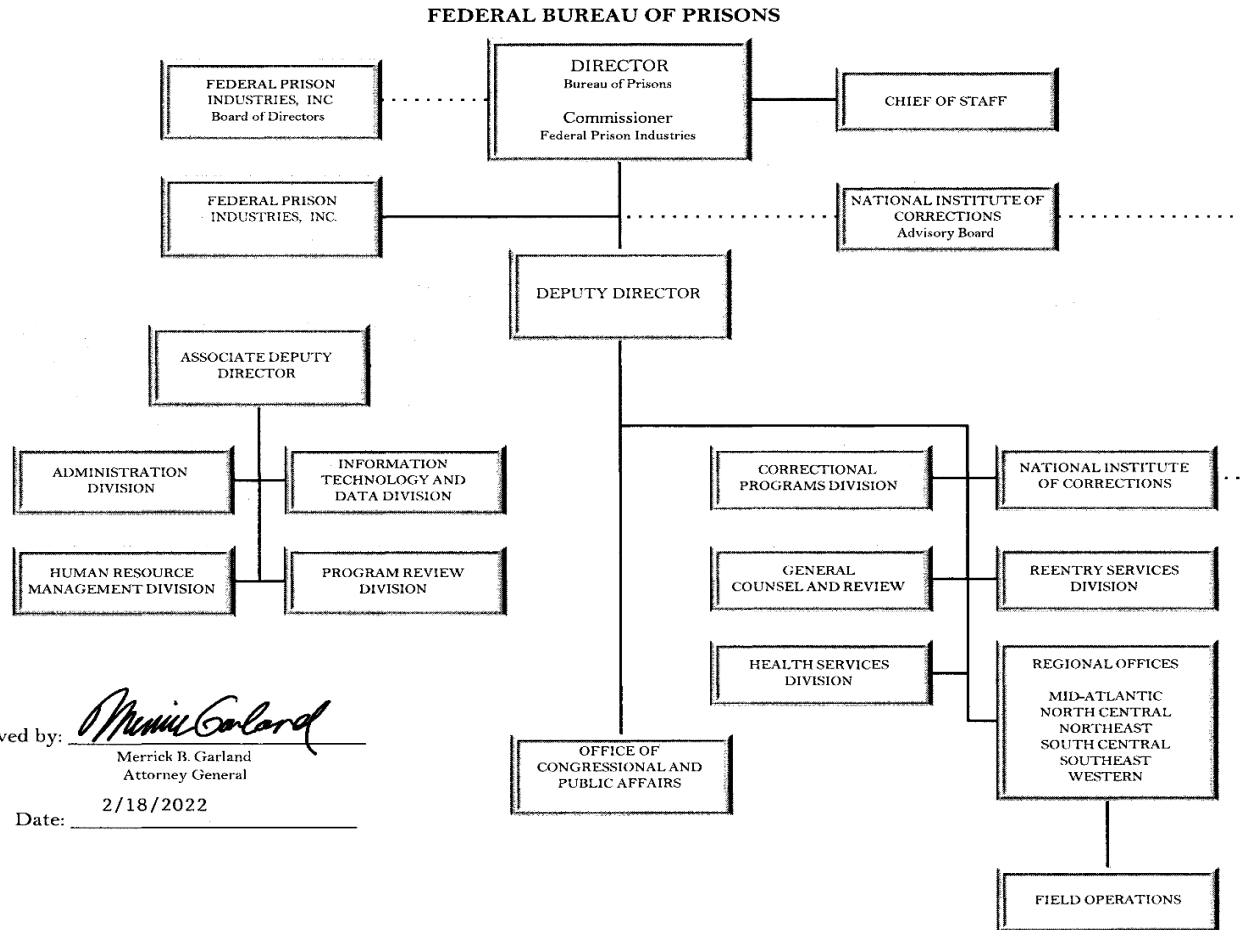 FEDERAL BUREAU OF PRISONS
FEDERAL PRISON
INDUSTRIES, INC
Board of Directors
DIRECTOR
Bureau of Prisons
Commissioner
Federal Prison Industries
CHIEF OF STAFF
FEDERAL PRISON
INDUSTRIES, INC.
NATIONAL INSTITUTE OF
CORRECTIONS
Advisory Board
DEPUTY DIRECTOR
ASSOCIATE DEPUTY
DIRECTOR
ADMINISTRATION
DIVISION
INFORMATION
TECHNOLOGY AND
DATA DIVISION
HUMAN RESOURCE
MANAGEMENT DIVISION
PROGRAM REVIEW
DIVISION
CORRECTIONAL
PROGRAMS DIVISION
NATIONAL INSTITUTE
OF CORRECTIONS
GENERAL
COUNSEL AND REVIEW
REENTRY SERVICES
DIVISION
HEALTH SERVICES
DIVISION
REGIONAL OFFICES
MID-ATLANTIC
NORTH CENTRAL
NORTHEAST
SOUTH CENTRAL
SOUTHEAST
WESTERN
OFFICE OF
CONGRESSIONAL AND
PUBLIC AFFAIRS
FIELD OPERATIONS
ved by: Merrick Garland
Merrick B. Garland
Attorney General
Date: 2/18/2022